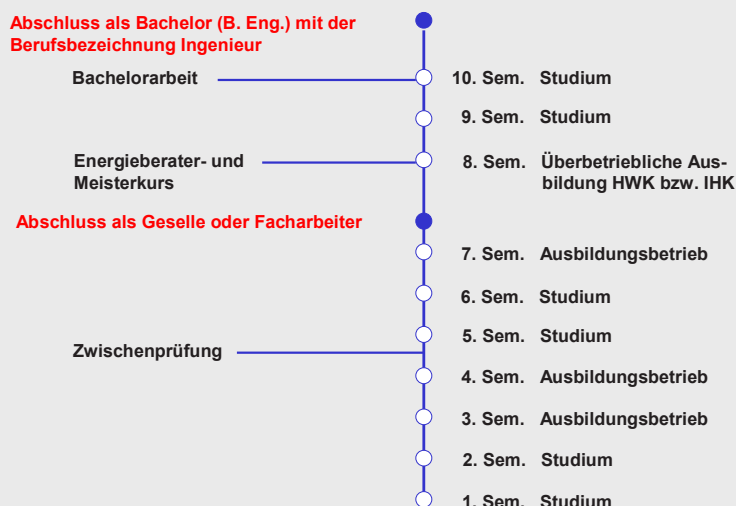 Abschluss als Bachelor (B. Eng.) mit der
Berufsbezeichnung Ingenieur
Bachelorarbeit
10. Sem. Studium
9. Sem. Studium
Energieberater- und
Meisterkurs
8. Sem. Überbetriebliche Aus-
bildung HWK bzw. IHK
Abschluss als Geselle oder Facharbeiter
7. Sem. Ausbildungsbetrieb
6. Sem. Studium
5. Sem. Studium
Zwischenprüfung
4. Sem. Ausbildungsbetrieb
3. Sem. Ausbildungsbetrieb
2. Sem. Studium
1. Sem. Studium